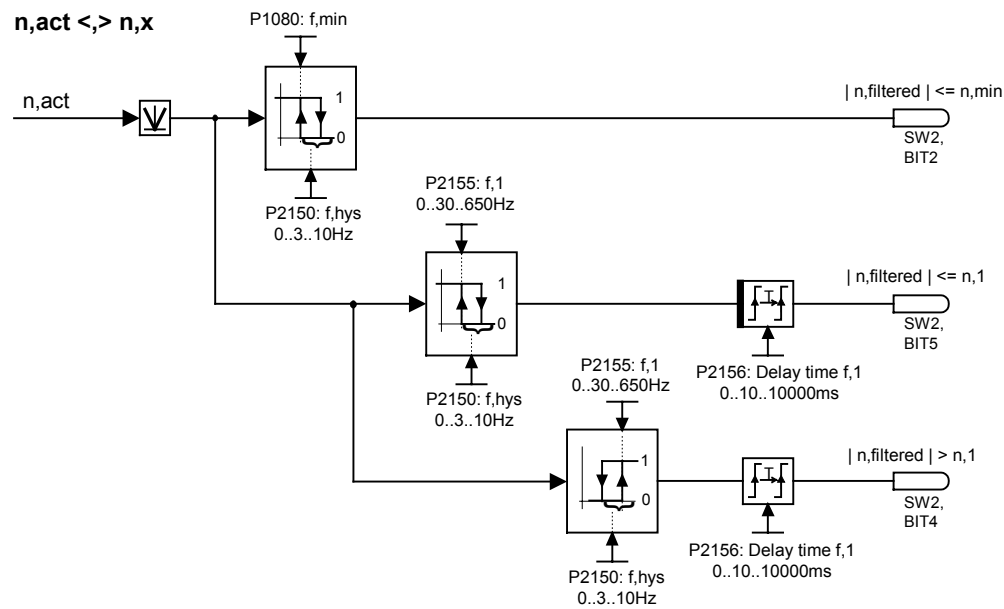 n,act <,> n,x
P1080: f,min
n,act
1
0
| n,filtered | <= n,min
SW2,
BIT2
P2150: f,hys
0..3..10Hz
P2155: f,1
0..30..650Hz
1
0
| n,filtered | <= n,1
T
SW2,
BIT5
P2150: f,hys
0..3..10Hz
P2155: f,1
0..30..650Hz
P2156: Delay time f,1
0..10..10000ms
1
0
| n,filtered | > n,1
T
SW2,
BIT4
P2150: f,hys
0..3..10Hz
P2156: Delay time f,1
0..10..10000ms